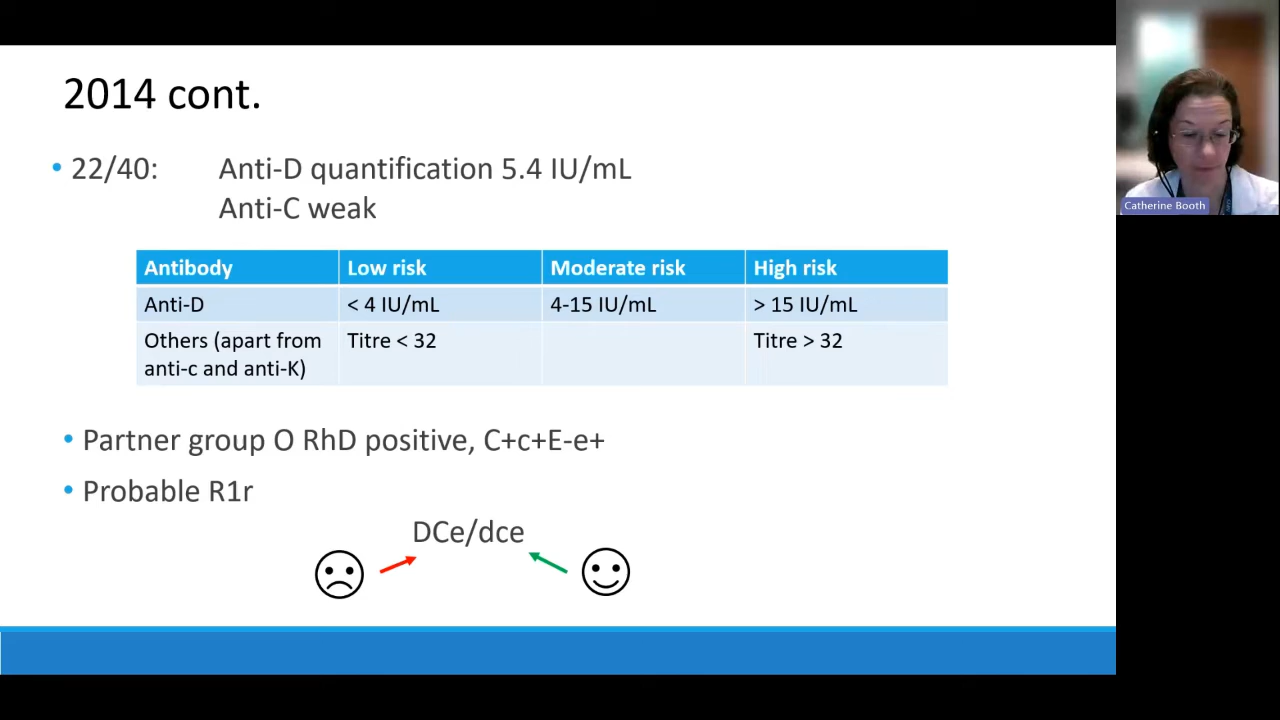 2014 cont.
• 22/40: Anti-D quantification 5.4 IU/mL
Anti-C weak
Antibody Low risk Moderate risk High risk
Anti-D < 4 IU/mL 4-15 IU/mL > 15 IU/mL
Others (apart from Titre < 32 Titre > 32
anti-c and anti-K)
• Partner group O RhD positive, C+c+E-e+
• Probable R1r
DCe/dce
Catherine Booth